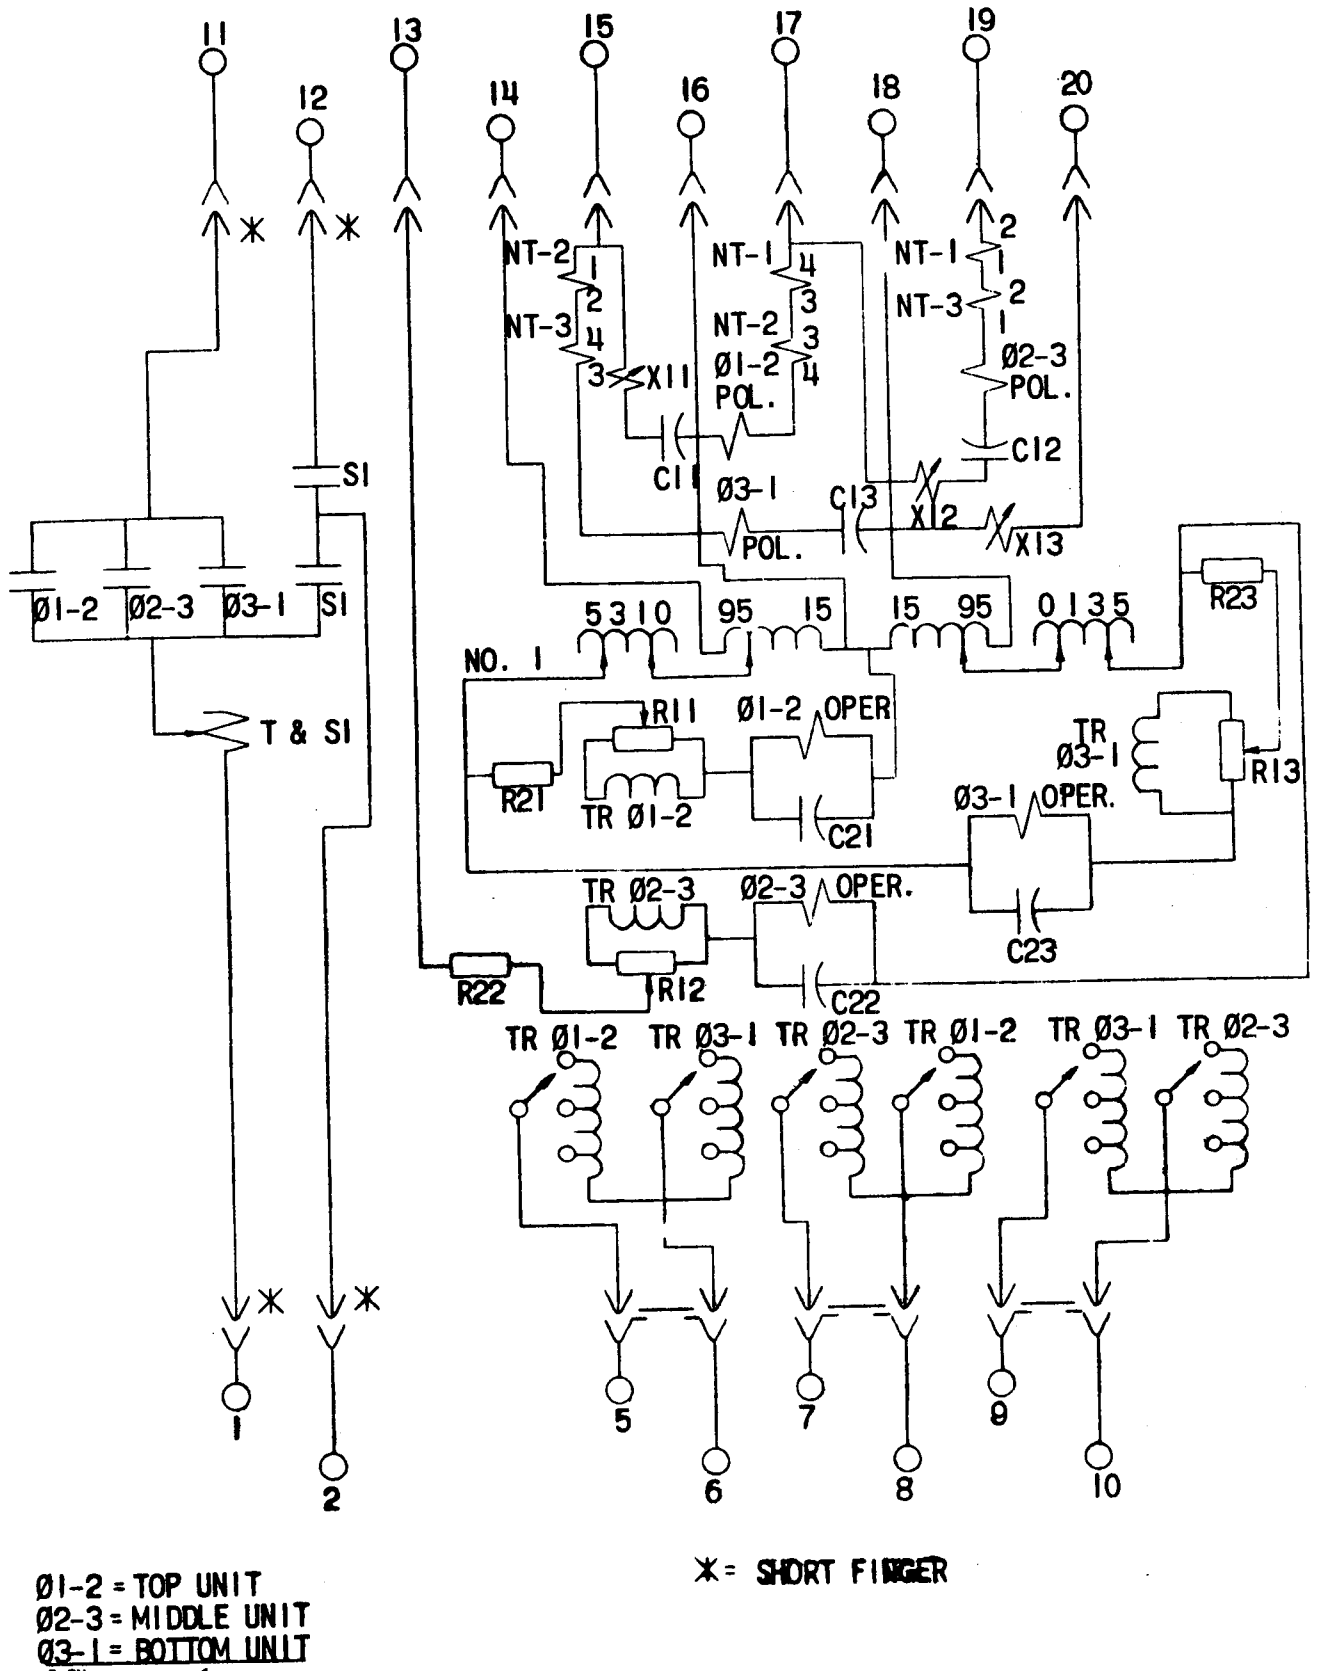 11
13
15
17
19
12
14
16
18
20
*
*
NT-2
1
2
NT-3
4
3
X11
C11
NT-1
4
3
NT-2
3
4
Ø1-2
POL.
NT-1
2
1
NT-3
2
1
Ø2-3
POL.
C12
S1
Ø3-1
POL.
C13
X12
X13
Ø1-2
Ø2-3
Ø3-1
S1
5 3 1 0
95
15
15
95
0 1 3 5
R23
NO. 1
T & S1
R11
Ø1-2 OPER
TR
Ø3-1
R13
R21
TR Ø1-2
C21
Ø3-1 OPER.
TR Ø2-3
Ø2-3 OPER.
C23
R22
R12
C22
TR Ø1-2
TR Ø3-1
TR Ø2-3
TR Ø1-2
TR Ø3-1
TR Ø2-3
*
*
1
2
5
6
7
8
9
10
Ø1-2 = TOP UNIT
Ø2-3 = MIDDLE UNIT
Ø3-1 = BOTTOM UNIT
* = SHORT FINGER